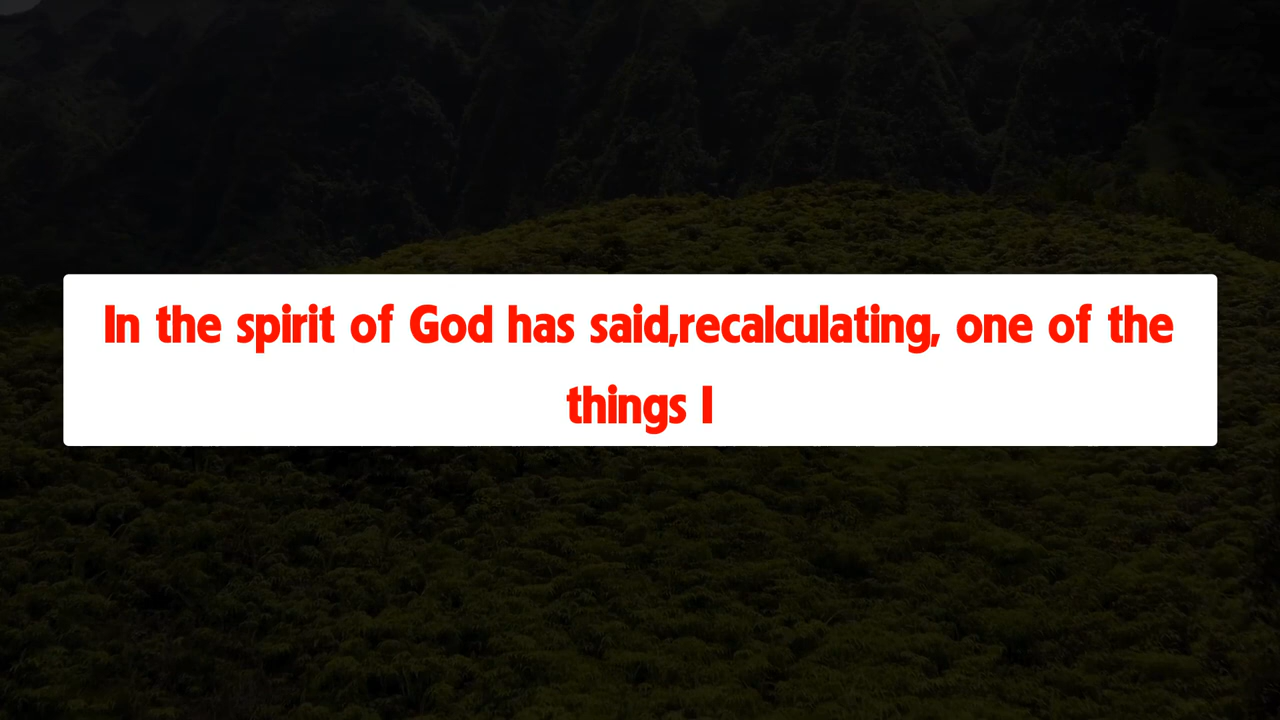 In the spirit of God has said,recalculating, one of the
things I